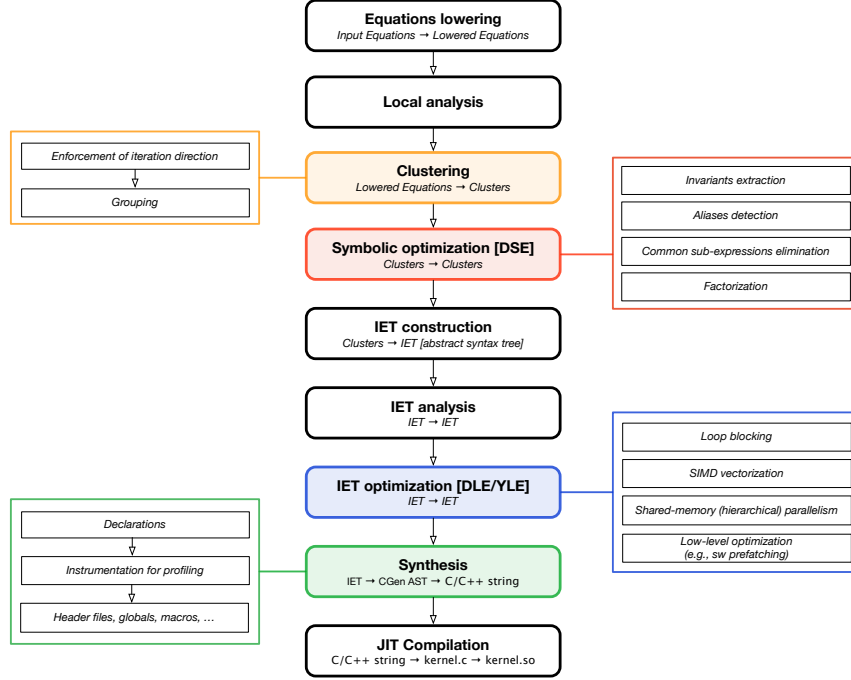 Equations lowering
Input Equations → Lowered Equations
Local analysis
Clustering
Lowered Equations → Clusters
Enforcement of iteration direction
Grouping
Symbolic optimization [DSE]
Clusters → Clusters
Invariants extraction
Aliases detection
Common sub-expressions elimination
Factorization
IET construction
Clusters → IET [abstract syntax tree]
IET analysis
IET → IET
IET optimization [DLE/YLE]
IET → IET
Loop blocking
SIMD vectorization
Shared-memory (hierarchical) parallelism
Low-level optimization
(e.g., sw prefatching)
Synthesis
IET → CGen AST → C/C++ string
Declarations
Instrumentation for profiling
Header files, globals, macros, …
JIT Compilation
C/C++ string → kernel.c → kernel.so